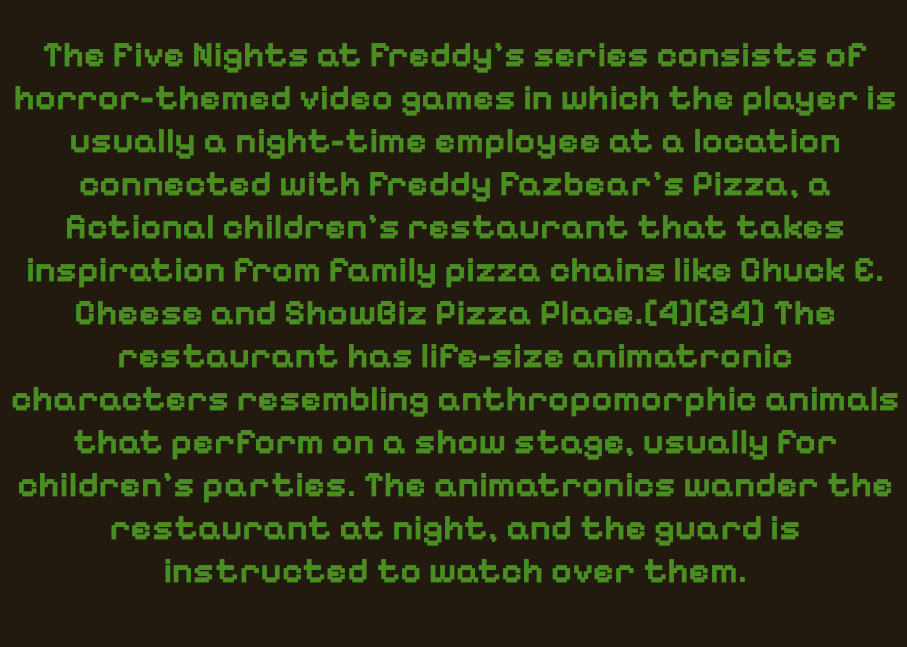 The Five Nights at Freddy's series consists of
horror-themed video games in which the player is
usually a night-time employee at a location
connected with Freddy Fazbear's Pizza, a
fictional children's restaurant that takes
inspiration from family pizza chains like Chuck E.
Cheese and ShowBiz Pizza Place.[4][34] The
restaurant has life-size animatronic
characters resembling anthropomorphic animals
that perform on a show stage, usually for
children's parties. The animatronics wander the
restaurant at night, and the guard is
instructed to watch over them.